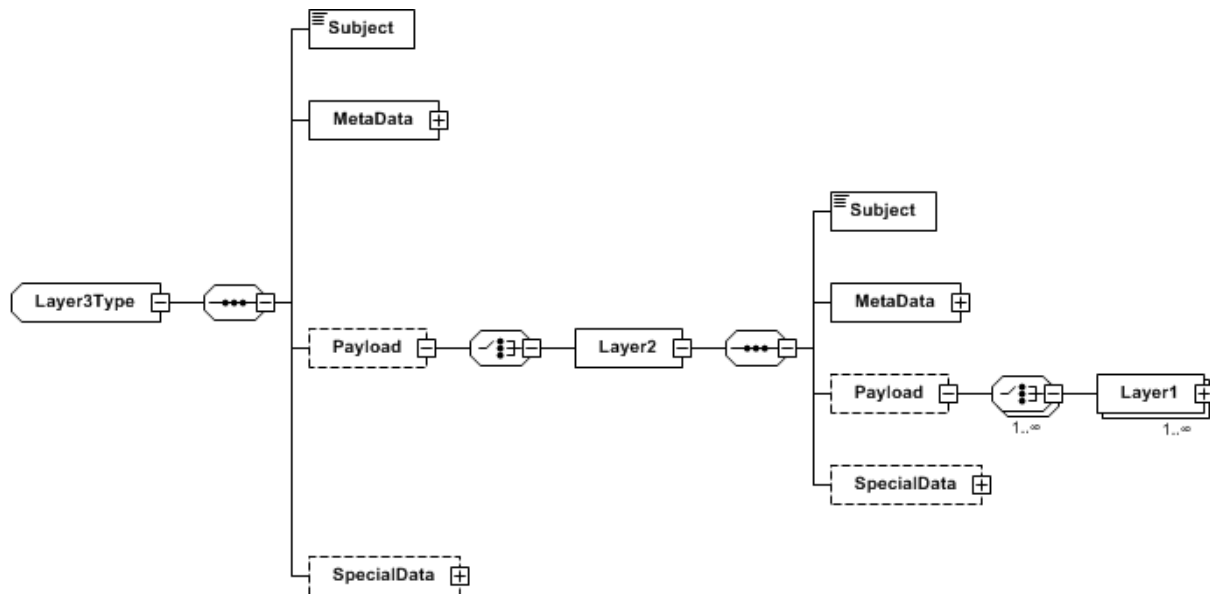 Subject
MetaData
Subject
MetaData
Layer3Type
Payload
Layer2
Payload
Layer1
1..∞
1..∞
SpecialData
SpecialData